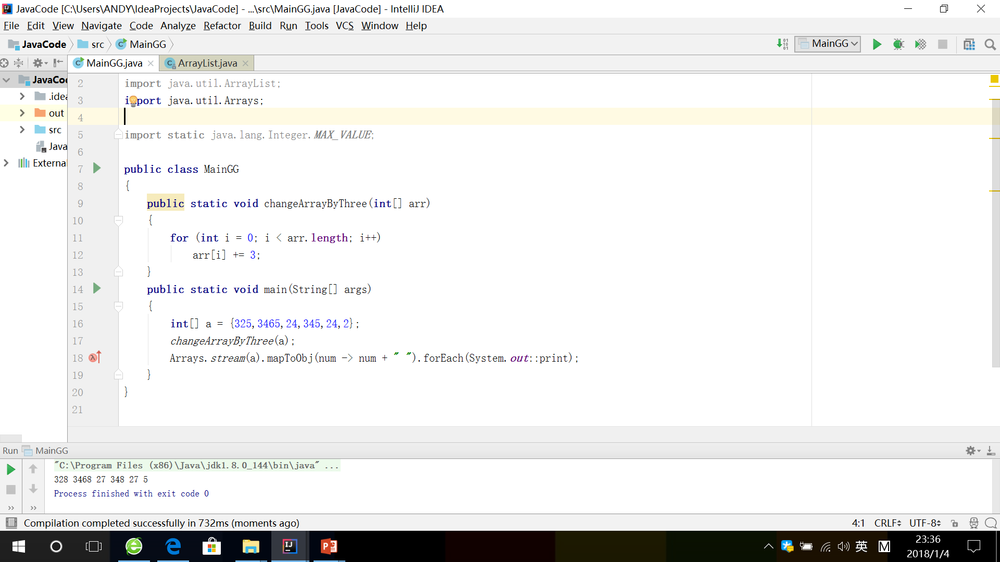 JavaCode [C:\Users\ANDY\IdeaProjects\JavaCode] - ...\src\MainGG.java [JavaCode] - IntelliJ IDEA
File Edit View Navigate Code Analyze Refactor Build Run Tools VCS Window Help
JavaCode src MainGG MainGG
MainGG.java ArrayList.java
JavaCo
.idea
out
src
Java
Externa
2 import java.util.ArrayList;
3 import java.util.Arrays;
4
5 import static java.lang.Integer.MAX_VALUE;
6
7 public class MainGG
8 {
9 public static void changeArrayByThree(int[] arr)
10 {
11 for (int i = 0; i < arr.length; i++)
12 arr[i] += 3;
13 }
14 public static void main(String[] args)
15 {
16 int[] a = {325,3465,24,345,24,2};
17 changeArrayByThree(a);
18 Arrays.stream(a).mapToObj(num -> num + " ").forEach(System.out::print);
19 }
20 }
21
Run MainGG
"C:\Program Files (x86)\Java\jdk1.8.0_144\bin\java" ...
328 3468 27 348 27 5
Process finished with exit code 0
Compilation completed successfully in 732ms (moments ago) 4:1 CRLF UTF-8
英 M 23:36
2018/1/4